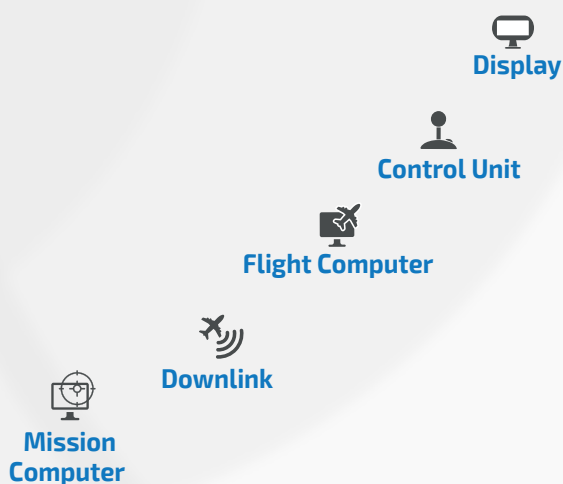 Display
Control Unit
Flight Computer
Downlink
Mission
Computer